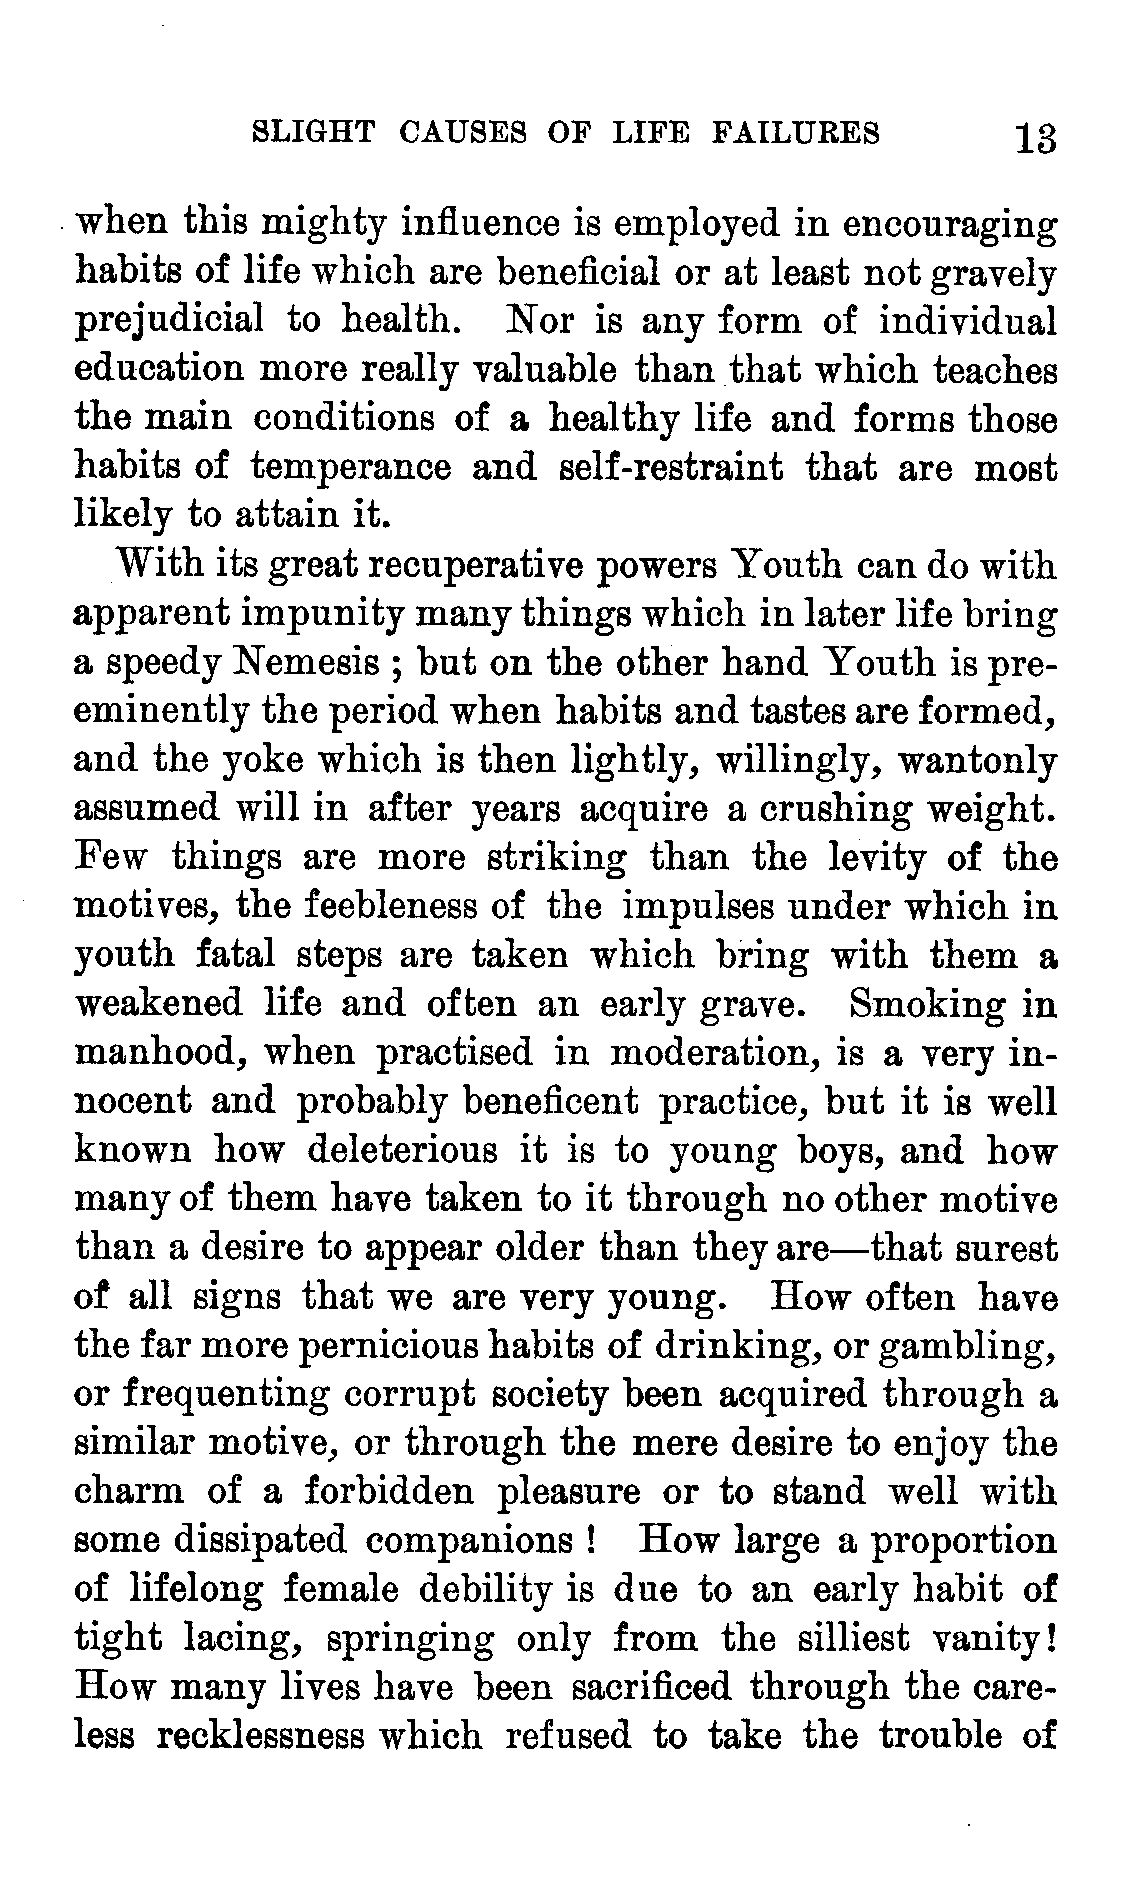 SLIGHT CAUSES OF LIFE FAILURES 13
when this mighty influence is employed in encouraging
habits of life which are beneficial or at least not gravely
prejudicial to health. Nor is any form of individual
education more really valuable than that which teaches
the main conditions of a healthy life and forms those
habits of temperance and self-restraint that are most
likely to attain it.
With its great recuperative powers Youth can do with
apparent impunity many things which in later life bring
a speedy Nemesis ; but on the other hand Youth is pre-
eminently the period when habits and tastes are formed,
and the yoke which is then lightly, willingly, wantonly
assumed will in after years acquire a crushing weight.
Few things are more striking than the levity of the
motives, the feebleness of the impulses under which in
youth fatal steps are taken which bring with them a
weakened life and often an early grave. Smoking in
manhood, when practised in moderation, is a very in-
nocent and probably beneficent practice, but it is well
known how deleterious it is to young boys, and how
many of them have taken to it through no other motive
than a desire to appear older than they are—that surest
of all signs that we are very young. How often have
the far more pernicious habits of drinking, or gambling,
or frequenting corrupt society been acquired through a
similar motive, or through the mere desire to enjoy the
charm of a forbidden pleasure or to stand well with
some dissipated companions ! How large a proportion
of lifelong female debility is due to an early habit of
tight lacing, springing only from the silliest vanity!
How many lives have been sacrificed through the care-
less recklessness which refused to take the trouble of